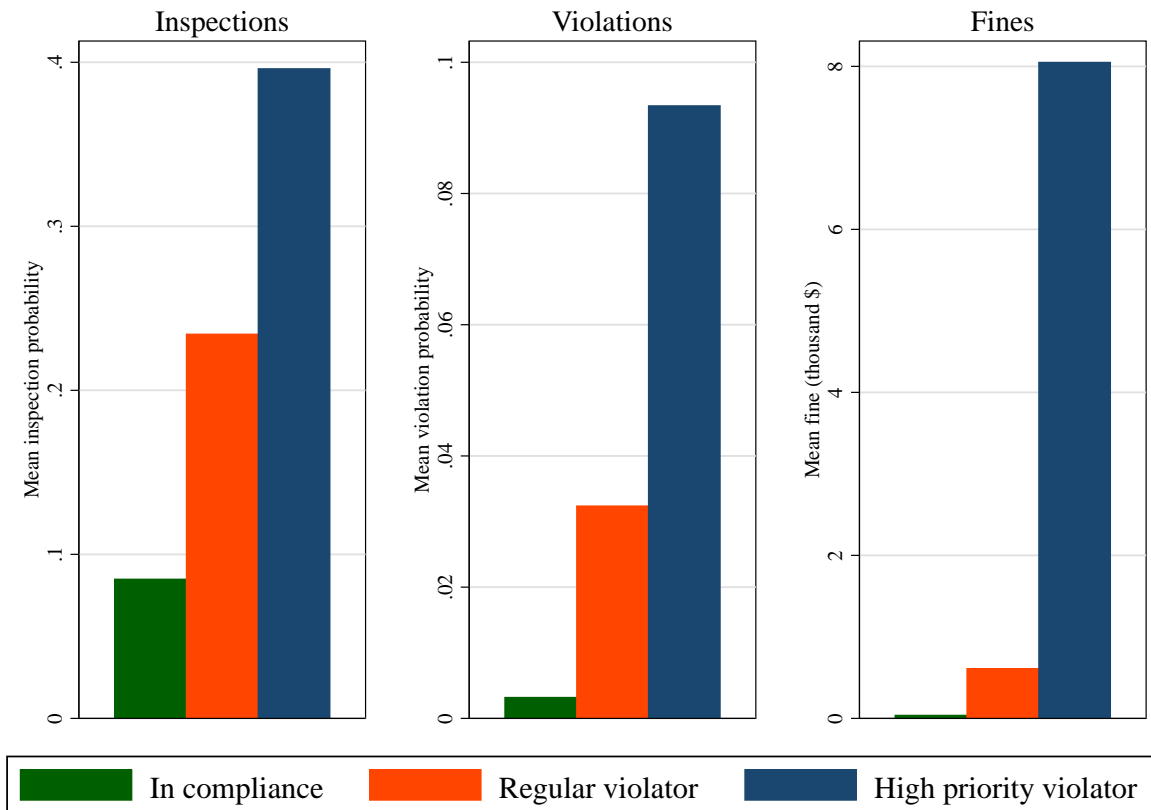 Inspections
Mean inspection probability
.4
.3
.2
.1
0
Violations
Mean violation probability
.1
.08
.06
.04
.02
0
Fines
Mean fine (thousand $)
8
6
4
2
0
In compliance
Regular violator
High priority violator